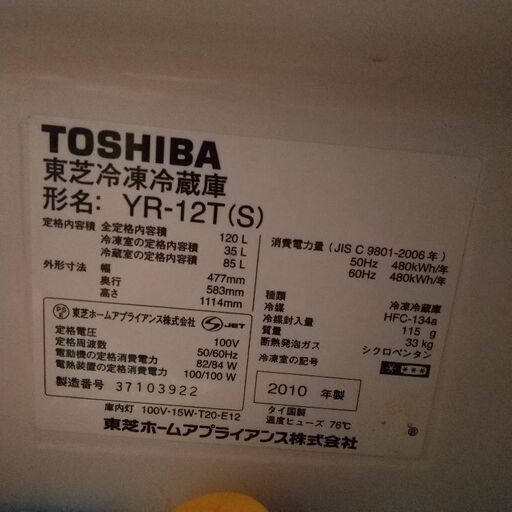 TOSHIBA
東芝冷凍冷蔵庫
形名: YR-12T(S)
定格内容積 全定格内容積 120 L
冷凍室の定格内容積 35 L
冷蔵室の定格内容積 85 L
外形寸法 幅 477mm
奥行 583mm
高さ 1114mm
PS E 東芝ホームアプライアンス株式会社 S-JET
定格電圧 100V
定格周波数 50/60Hz
電動機の定格消費電力 82/84 W
電熱装置の定格消費電力 100/100 W
製造番号 37103922
消費電力量 (JIS C 9801-2006 年)
50Hz 480kWh/年
60Hz 480kWh/年
種類 冷凍冷蔵庫
冷媒 HFC-134a
冷媒封入量 115 g
質量 33 kg
断熱発泡ガス シクロペンタン
冷凍室の記号 * ***
2010 年製
タイ国製
庫内灯 100V-15W-T20-E12 温度ヒューズ 76℃
東芝ホームアプライアンス株式会社